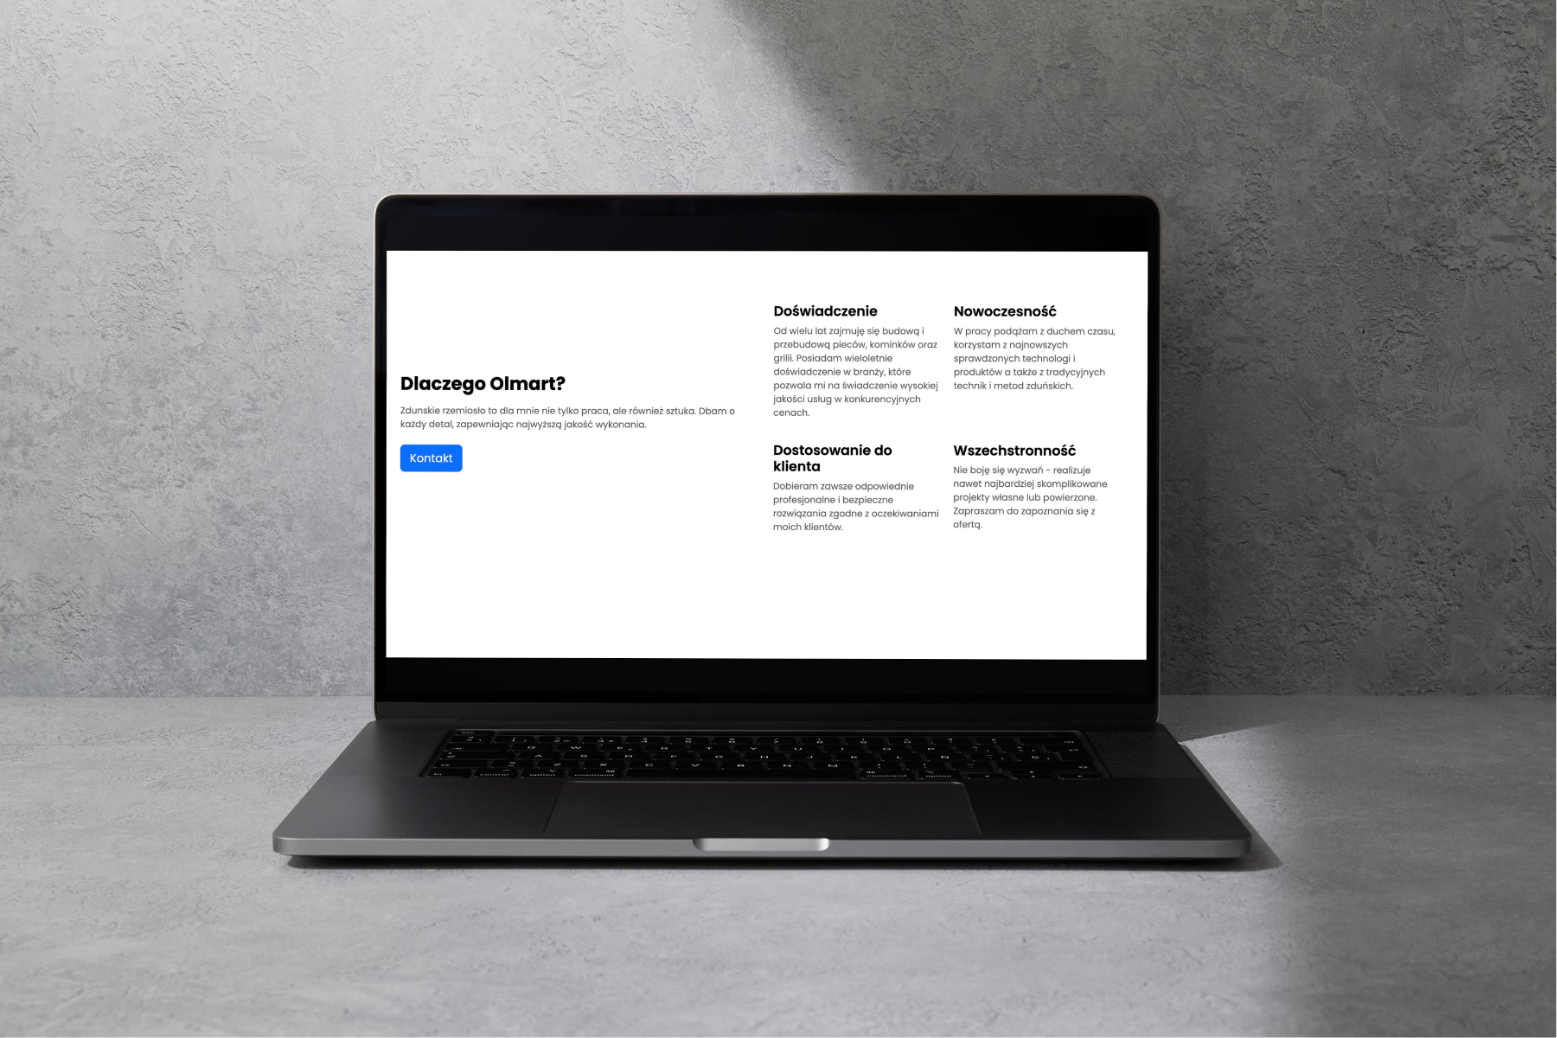 Dlaczego Olmart?
Zdunskie rzemiosło to dla mnie nie tylko praca, ale również sztuka. Dbam o
każdy detal, zapewniając najwyższą jakość wykonania.
Kontakt
Doświadczenie
Od wielu lat zajmuję się budową i
przebudową pieców, kominków oraz
grilli. Posiadam wieloletnie
doświadczenie w branży, które
pozwala mi na świadczenie wysokiej
jakości usług w konkurencyjnych
cenach.
Nowoczesność
W pracy podążam z duchem czasu,
korzystam z najnowszych
sprawdzonych technologi i
produktów a także z tradycyjnych
technik i metod zduńskich.
Dostosowanie do
klienta
Dobieram zawsze odpowiednie
profesjonalne i bezpieczne
rozwiązania zgodne z oczekiwaniami
moich klientów.
Wszechstronność
Nie boję się wyzwań - realizuje
nawet najbardziej skomplikowane
projekty własne lub powierzone.
Zapraszam do zapoznania się z
ofertą.